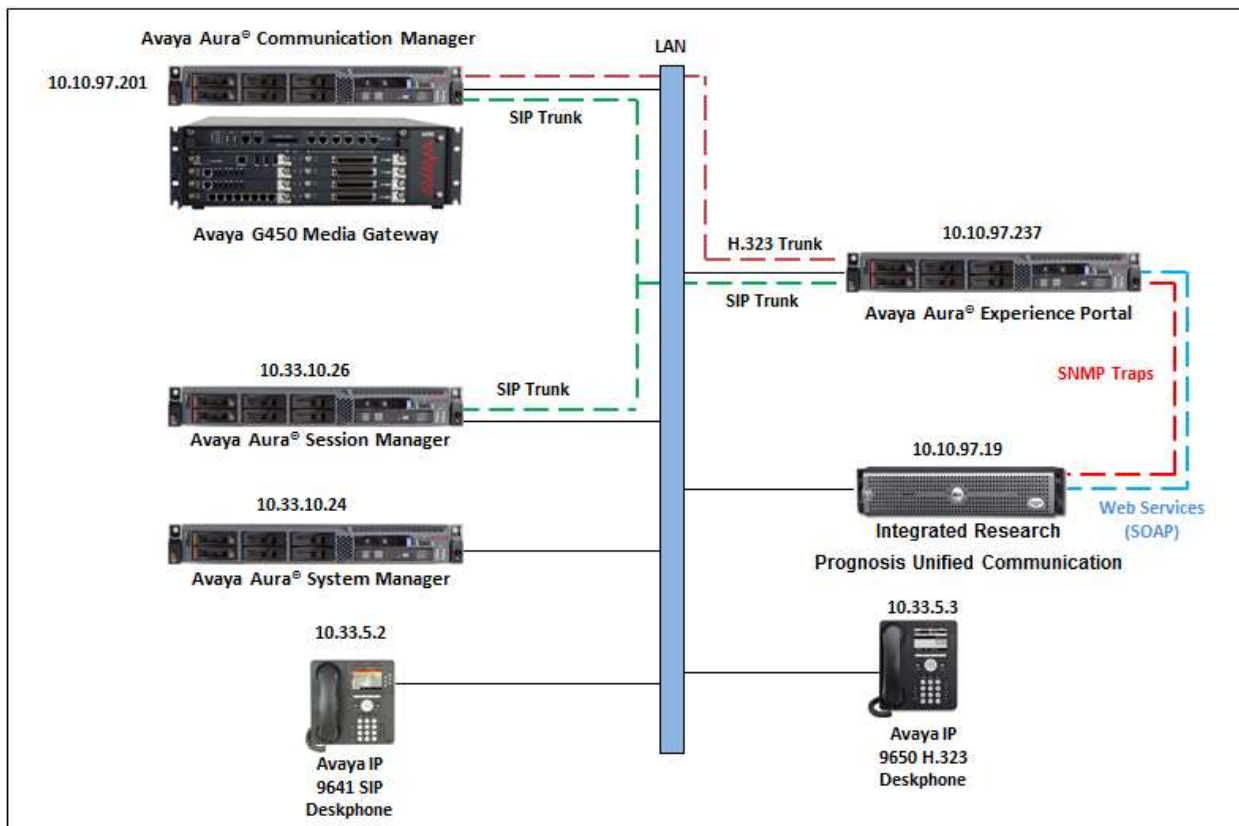 Avaya Aura® Communication Manager
LAN
10.10.97.201
SIP Trunk
Avaya G450 Media Gateway
H.323 Trunk
10.10.97.237
SIP Trunk
Avaya Aura® Experience Portal
10.33.10.26
SIP Trunk
SNMP Traps
Avaya Aura® Session Manager
10.10.97.19
10.33.10.24
Web Services
(SOAP)
Integrated Research
Prognosis Unified Communication
Avaya Aura® System Manager
10.33.5.2
10.33.5.3
Avaya IP
9641 SIP
Deskphone
Avaya IP
9650 H.323
Deskphone
AVAYA